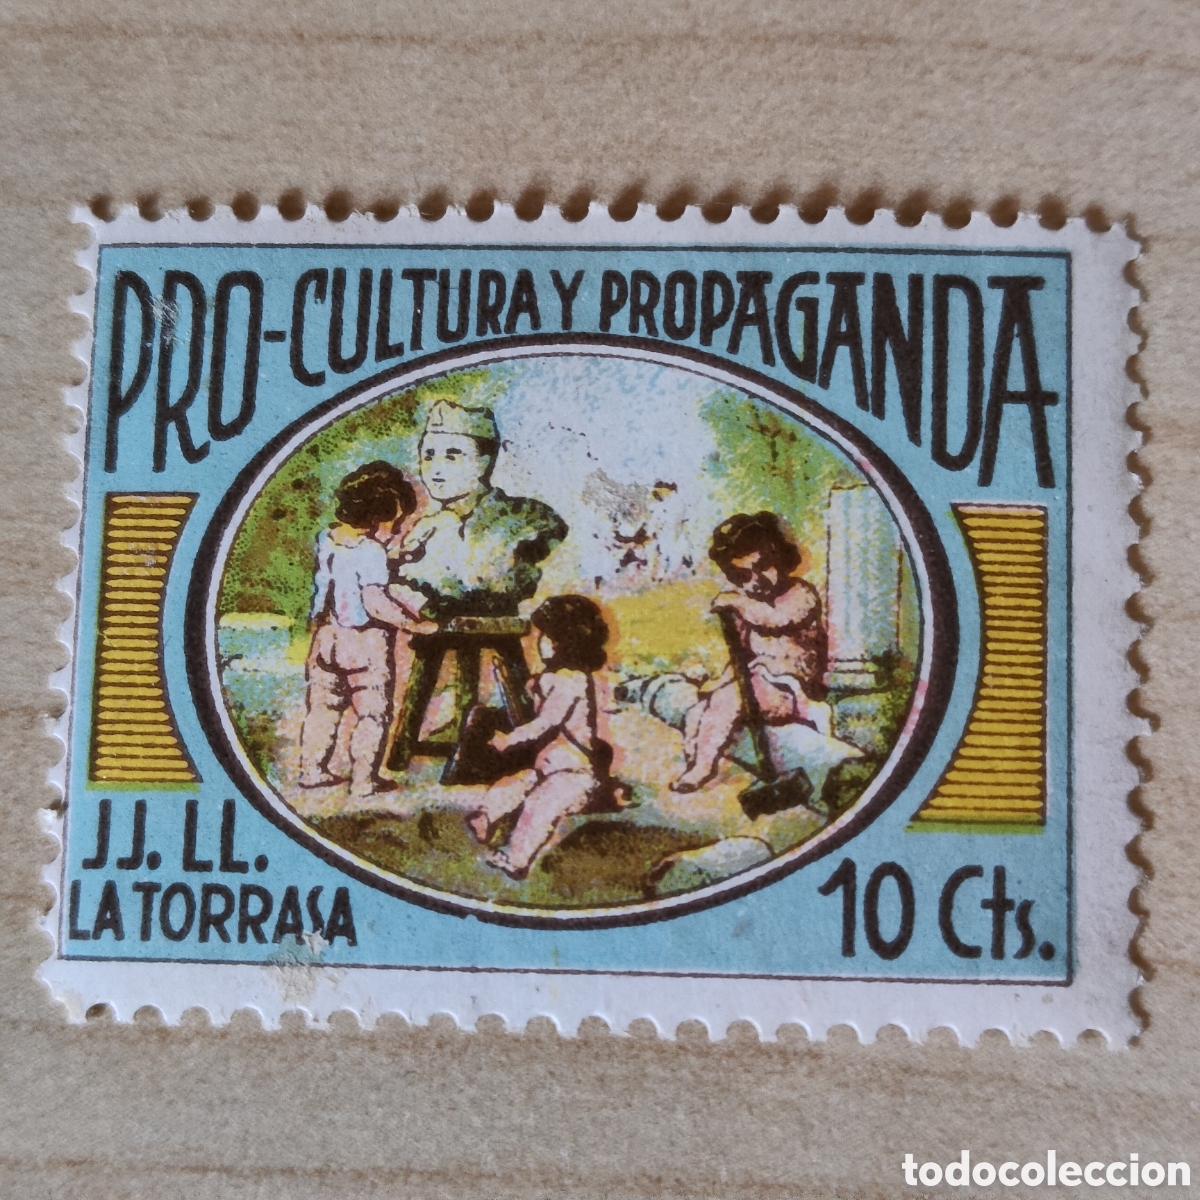 PRO-CULTURA Y PROPAGANDA
JJ. LL.
LA TORRASA
10 Cts.
todocoleccion